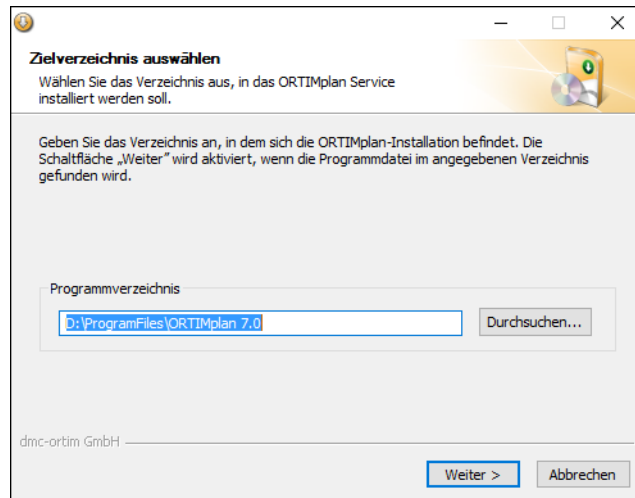 Zielverzeichnis auswählen
Wählen Sie das Verzeichnis aus, in das ORTIMplan Service
installiert werden soll.
Geben Sie das Verzeichnis an, in dem sich die ORTIMplan-Installation befindet. Die
Schaltfläche „Weiter” wird aktiviert, wenn die Programmdatei im angegebenen Verzeichnis
gefunden wird.
Programmverzeichnis
D:\ProgramFiles\ORTIMplan 7.0
Durchsuchen...
dmc-ortim GmbH
Weiter >
Abbrechen